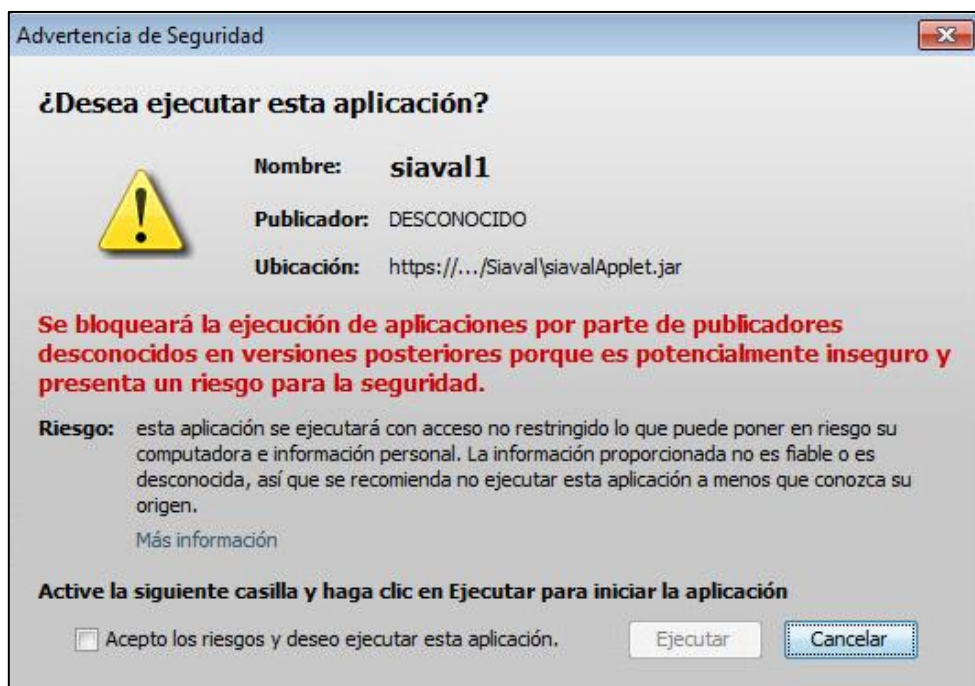 Advertencia de Seguridad
¿Desea ejecutar esta aplicación?
Nombre: siaval1
Publicador: DESCONOCIDO
Ubicación: https://.../Siaval\siavalApplet.jar
Se bloqueará la ejecución de aplicaciones por parte de publicadores
desconocidos en versiones posteriores porque es potencialmente inseguro y
presenta un riesgo para la seguridad.
Riesgo: esta aplicación se ejecutará con acceso no restringido lo que puede poner en riesgo su
computadora e información personal. La información proporcionada no es fiable o es
desconocida, así que se recomienda no ejecutar esta aplicación a menos que conozca su
origen.
Más información
Active la siguiente casilla y haga clic en Ejecutar para iniciar la aplicación
Acepto los riesgos y deseo ejecutar esta aplicación. Ejecutar Cancelar